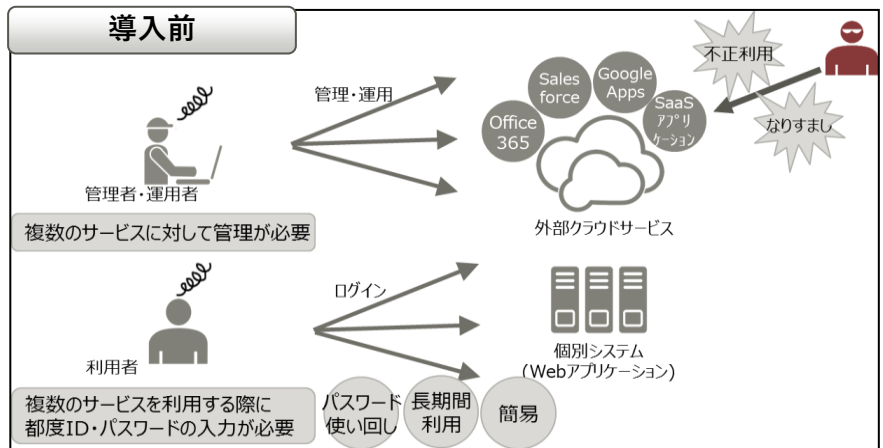 導入前
不正利用
なりすまし
Sales
force
Google
Apps
Office
365
SaaS
アプリ
ケーション
管理・運用
管理者・運用者
外部クラウドサービス
複数のサービスに対して管理が必要
ログイン
利用者
個別システム
(Webアプリケーション)
複数のサービスを利用する際に
都度ID・パスワードの入力が必要
パスワード
使い回し
長期間
利用
簡易